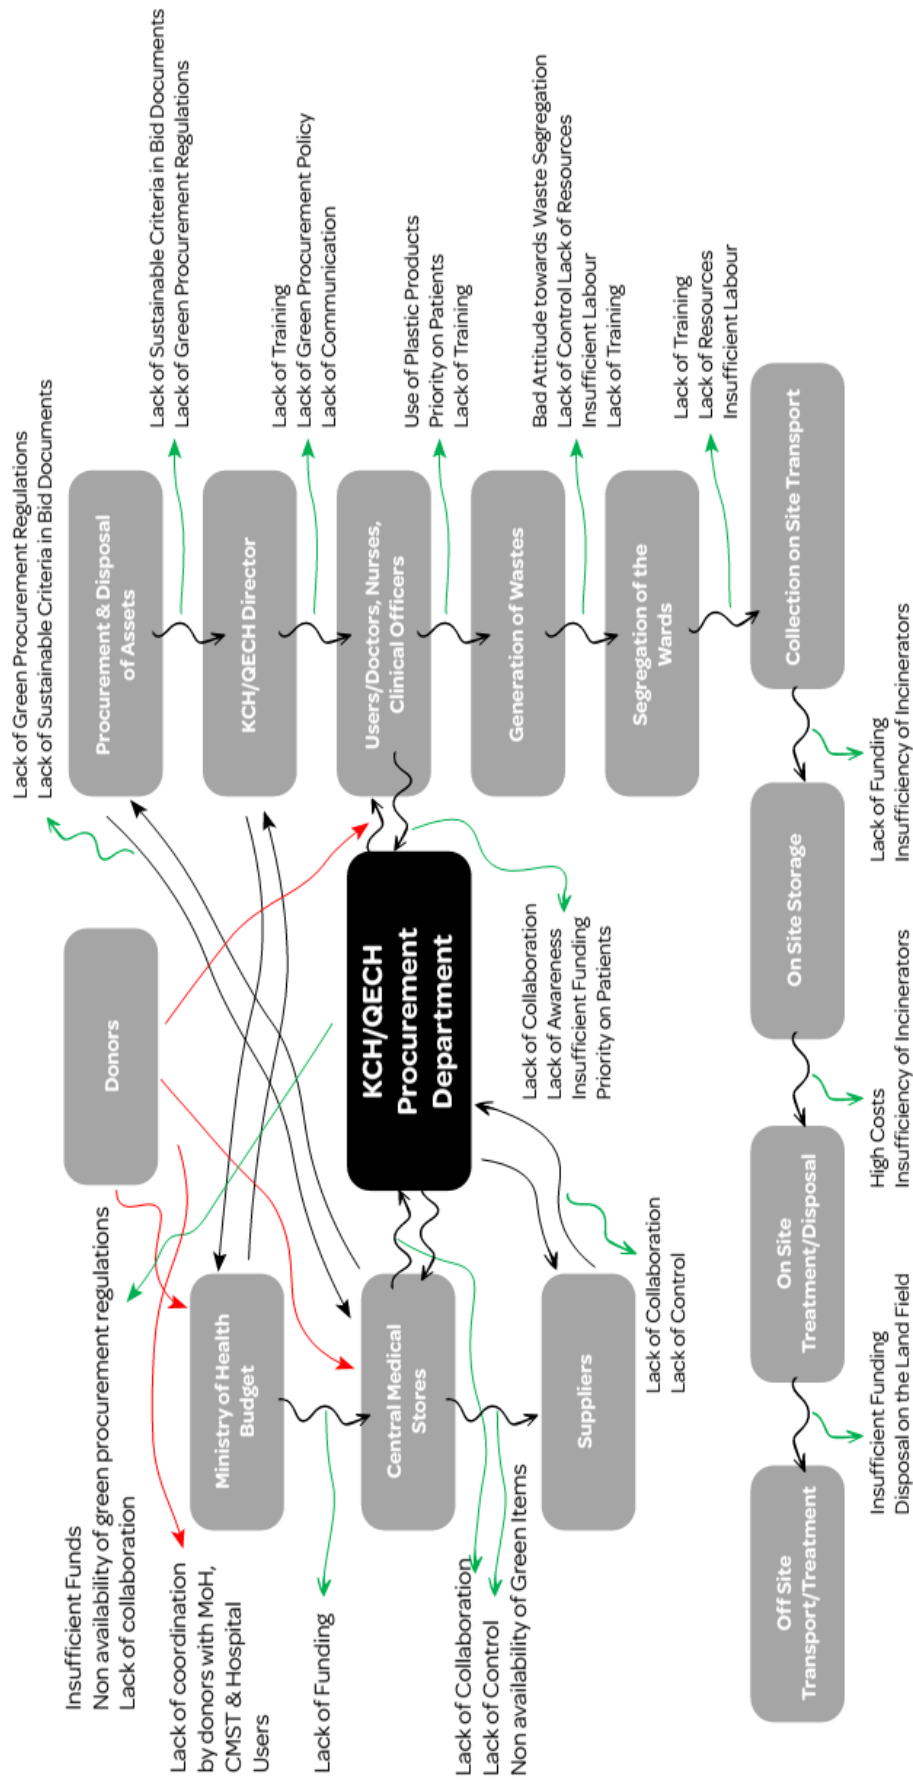 Lack of Green Procurement Regulations
Lack of Sustainable Criteria in Bid Documents
Donors
Procurement & Disposal
of Assets
Lack of Sustainable Criteria in Bid Documents
Lack of Green Procurement Regulations
Insufficient Funds
Non availability of green procurement regulations
Lack of collaboration
Ministry of Health
Budget
KCH/QECH Director
Lack of Training
Lack of Green Procurement Policy
Lack of Communication
Lack of coordination
by donors with MoH,
CMST & Hospital
Users
Lack of Funding
Central Medical
Stores
KCH/QECH
Procurement
Department
Users/Doctors, Nurses,
Clinical Officers
Use of Plastic Products
Priority on Patients
Lack of Training
Lack of Collaboration
Lack of Control
Non availability of Green Items
Suppliers
Lack of Collaboration
Lack of Awareness
Insufficient Funding
Priority on Patients
Generation of Wastes
Bad Attitude towards Waste Segregation
Lack of Control Lack of Resources
Insufficient Labour
Lack of Training
Lack of Collaboration
Lack of Control
Segregation of the
Wards
Lack of Training
Lack of Resources
Insufficient Labour
Off Site
Transport/Treatment
On Site
Treatment/Disposal
On Site Storage
Collection on Site Transport
Insufficient Funding
Disposal on the Land Field
High Costs
Insufficiency of Incinerators
Lack of Funding
Insufficiency of Incinerators